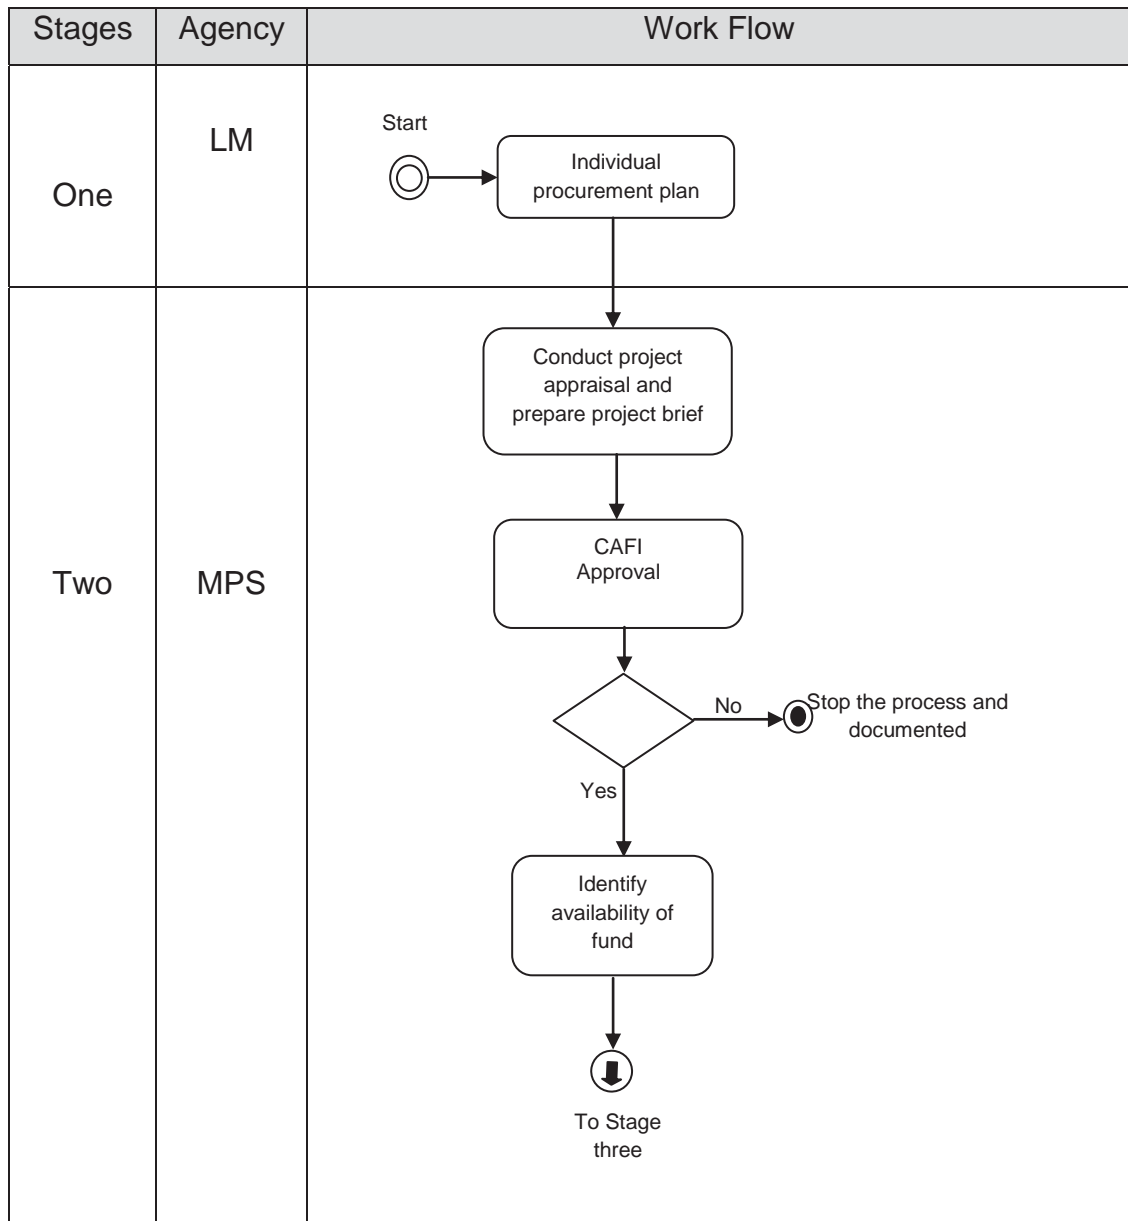 Stages Agency Work Flow
LM
Start
Individual
procurement plan
One
Conduct project
appraisal and
prepare project brief
CAFI
Approval
Two MPS
No
Stop the process and
documented
Yes
Identify
availability of
fund
To Stage
three